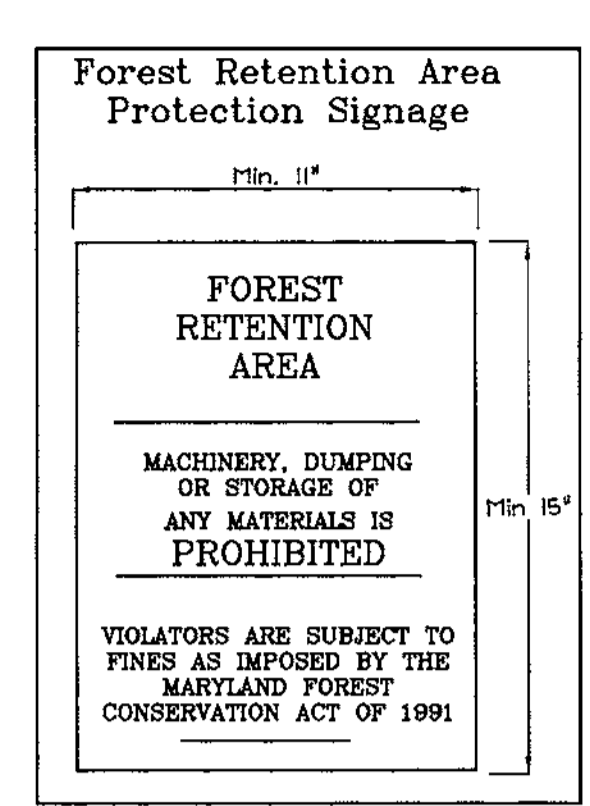 Forest Retention Area
Protection Signage
Min. 11"
FOREST
RETENTION
AREA
MACHINERY, DUMPING
OR STORAGE OF
ANY MATERIALS IS
PROHIBITED
Min 15"
VIOLATORS ARE SUBJECT TO
FINES AS IMPOSED BY THE
MARYLAND FOREST
CONSERVATION ACT OF 1991